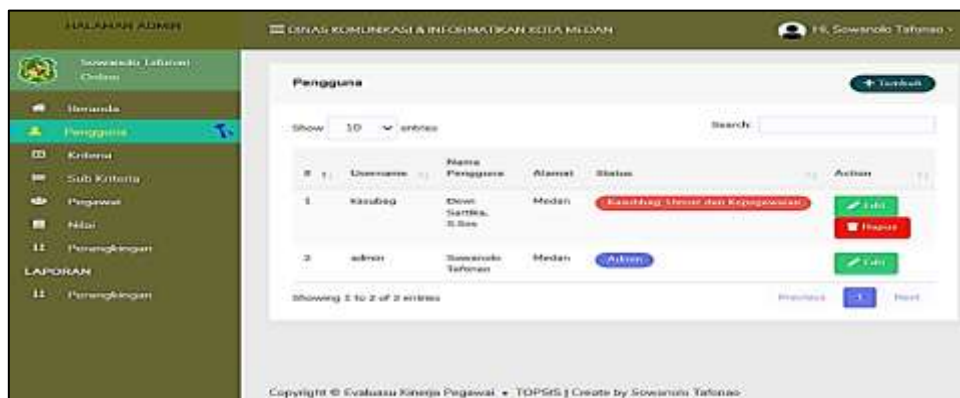 HALAMAN ADMIN
DINAS KOMUNIKASI & INFORMATIKAN KOTA MEDAN
Hi, Sowanolo Tafonao
Sowanolo Tafonao
Online
Beranda
Pengguna
Kriteria
Sub Kriteria
Pegawai
Nilai
Perangkingan
LAPORAN
Perangkingan
Pengguna
+ Tambah
Show 10 entries
Search:
# Username Nama Pengguna Alamat Status Action
1 kasubag Dewi Sartika, S.Sos Medan Kasubbag Umum dan Kepegawaian Edit
Hapus
2 admin Sowanolo Tafonao Medan Admin Edit
Showing 1 to 2 of 2 entries
Previous 1 Next
Copyright © Evaluasu Kinerja Pegawai • TOPSIS | Create by Sowanolo Tafonao